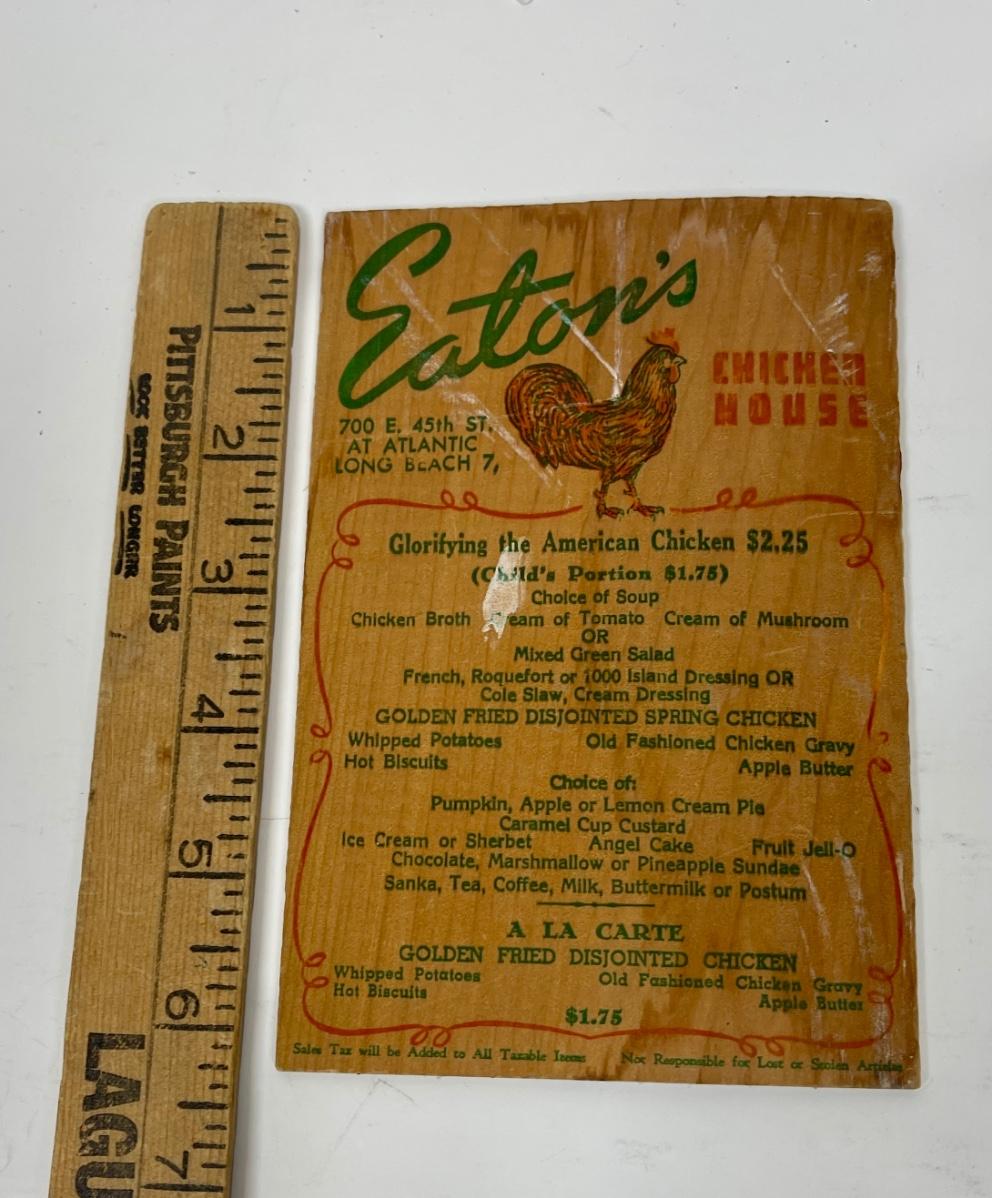 Eaton's
CHICKEN
HOUSE
700 E. 45th ST.
AT ATLANTIC
LONG BEACH 7,
Glorifying the American Chicken $2.25
(Child's Portion $1.75)
Choice of Soup
Chicken Broth Cream of Tomato Cream of Mushroom
OR
Mixed Green Salad
French, Roquefort or 1000 Island Dressing OR
Cole Slaw, Cream Dressing
GOLDEN FRIED DISJOINTED SPRING CHICKEN
Whipped Potatoes Old Fashioned Chicken Gravy
Hot Biscuits Apple Butter
Choice of:
Pumpkin, Apple or Lemon Cream Pie
Caramel Cup Custard
Ice Cream or Sherbet Angel Cake Fruit Jell-O
Chocolate, Marshmallow or Pineapple Sundae
Sanka, Tea, Coffee, Milk, Buttermilk or Postum
A LA CARTE
GOLDEN FRIED DISJOINTED CHICKEN
Whipped Potatoes Old Fashioned Chicken Gravy
Hot Biscuits Apple Butter
$1.75
Sales Tax will be Added to All Taxable Items Not Responsible for Lost or Stolen Articles
PITTSBURGH PAINTS
LOOK BETTER LONGER
LAGU
1
2
3
4
5
6
7